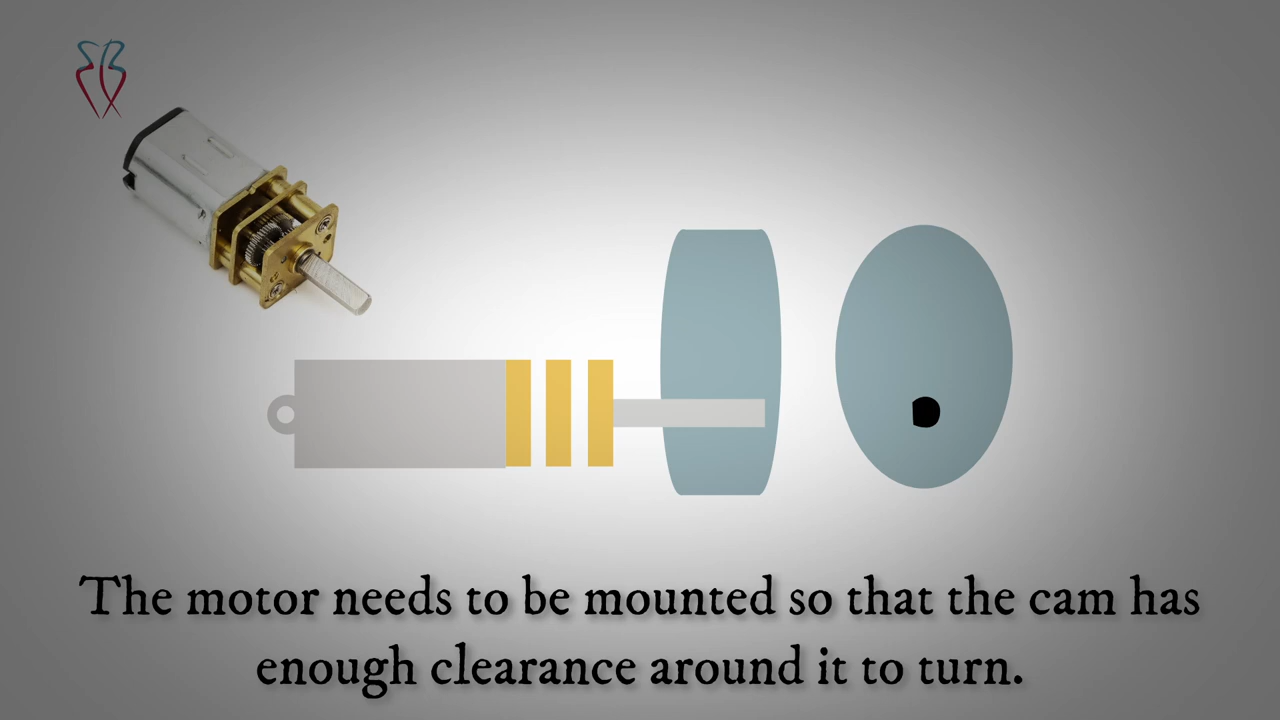 The motor needs to be mounted so that the cam has
enough clearance around it to turn.